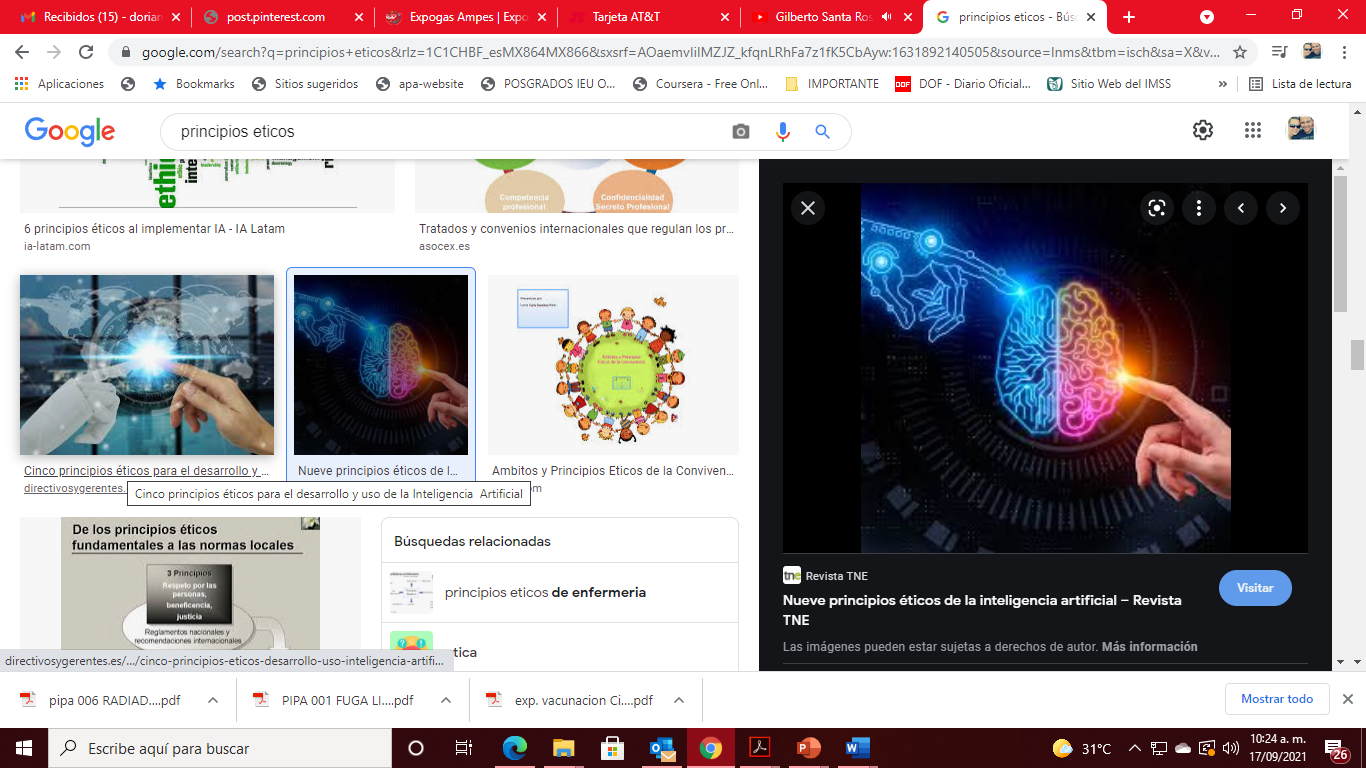 Recibidos (15) - dorian
post.pinterest.com
Expogas Ampes | Expo
Tarjeta AT&T
Gilberto Santa Ros
principios eticos - Bús
google.com/search?q=principios+eticos&rlz=1C1CHBF_esMX864MX866&sxsrf=AOaemvIiIMZJZ_kfqnLRhFa7z1fK5CbAyw:1631892140505&source=lnms&tbm=isch&sa=X&v...
Aplicaciones
Bookmarks
Sitios sugeridos
apa-website
POSGRADOS IEU O...
Coursera - Free Onl...
IMPORTANTE
DOF - Diario Oficial...
Sitio Web del IMSS
»
Lista de lectura
Google
principios eticos
ethic
Competencia
profesional
Confidencialidad
Secreto Profesional
6 principios éticos al implementar IA - IA Latam
ia-latam.com
Tratados y convenios internacionales que regulan los pr...
asocex.es
Cinco principios éticos para el desarrollo y ...
directivosygerentes.
Nueve principios éticos de l...
Ambitos y Principios Eticos de la Conviven...
om
Cinco principios éticos para el desarrollo y uso de la Inteligencia Artificial
De los principios éticos
fundamentales a las normas locales
3 Principios
Respeto por las
personas,
beneficencia,
justicia
Reglamentos nacionales y
recomendaciones internacionales
Búsquedas relacionadas
principios eticos de enfermeria
tica
tne
Revista TNE
Nueve principios éticos de la inteligencia artificial – Revista
TNE
Visitar
Las imágenes pueden estar sujetas a derechos de autor. Más información
directivosygerentes.es/.../cinco-principios-eticos-desarrollo-uso-inteligencia-artifi...
pipa 006 RADIAD....pdf
PIPA 001 FUGA LI....pdf
exp. vacunacion Ci....pdf
Mostrar todo
Escribe aquí para buscar
31°C
10:24 a. m.
17/09/2021
26